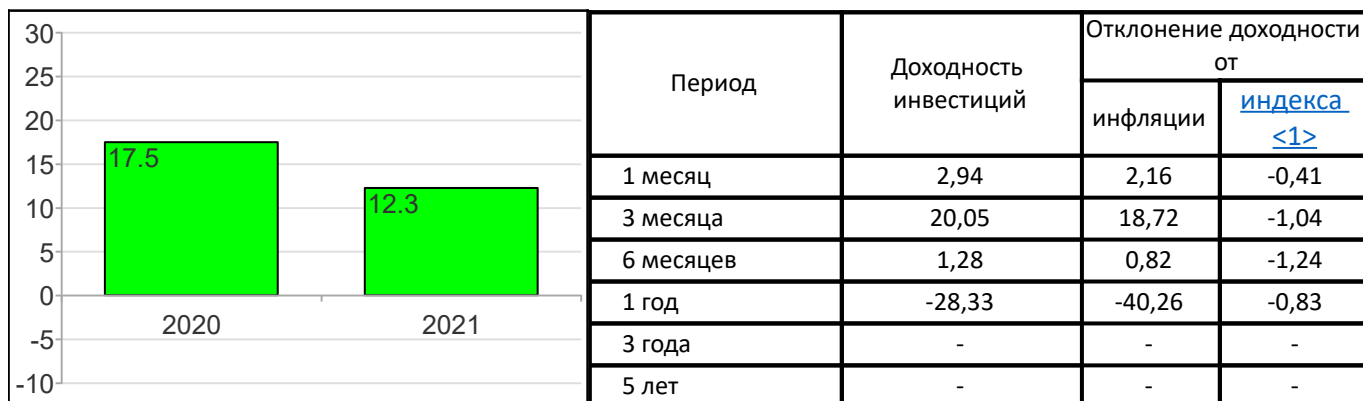 30
25
20
15
10
5
0
-5
-10
17.5
12.3
2020
2021
Период
Доходность
инвестиций
Отклонение доходности
от
инфляции
индекса
<1>
1 месяц 2,94 2,16 -0,41
3 месяца 20,05 18,72 -1,04
6 месяцев 1,28 0,82 -1,24
1 год -28,33 -40,26 -0,83
3 года - - -
5 лет - - -